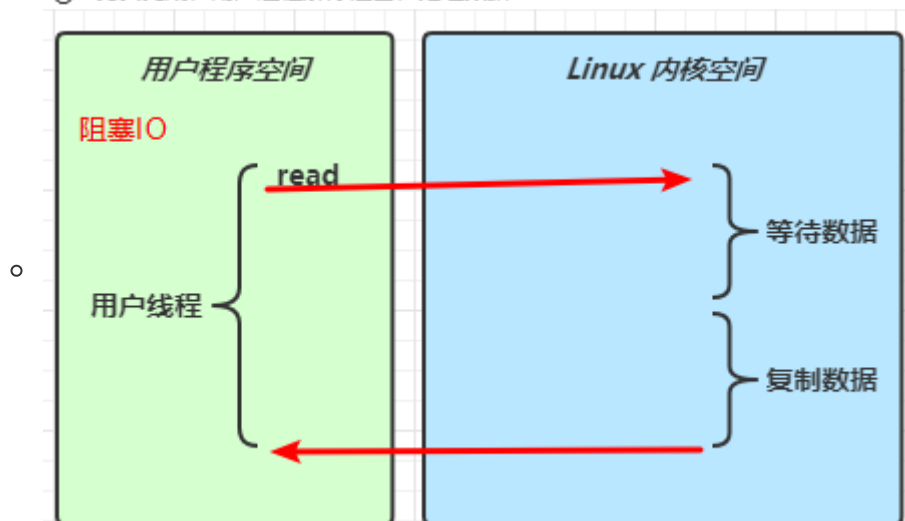 用户程序空间
Linux 内核空间
阻塞IO
read
等待数据
用户线程
复制数据